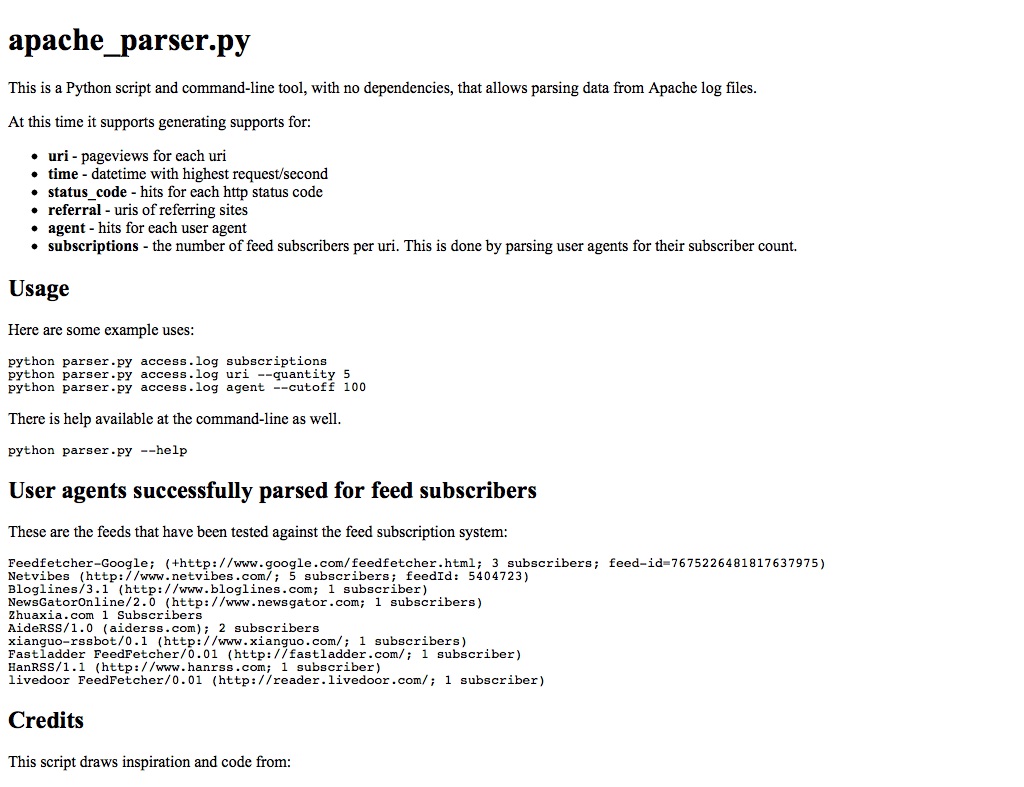 apache_parser.py
This is a Python script and command-line tool, with no dependencies, that allows parsing data from Apache log files.
At this time it supports generating supports for:
• uri - pageviews for each uri
• time - datetime with highest request/second
• status_code - hits for each http status code
• referral - uris of referring sites
• agent - hits for each user agent
• subscriptions - the number of feed subscribers per uri. This is done by parsing user agents for their subscriber count.
Usage
Here are some example uses:
python parser.py access.log subscriptions
python parser.py access.log uri --quantity 5
python parser.py access.log agent --cutoff 100
There is help available at the command-line as well.
python parser.py --help
User agents successfully parsed for feed subscribers
These are the feeds that have been tested against the feed subscription system:
Feedfetcher-Google; (+http://www.google.com/feedfetcher.html; 3 subscribers; feed-id=7675226481817637975)
Netvibes (http://www.netvibes.com/; 5 subscribers; feedId: 5404723)
Bloglines/3.1 (http://www.bloglines.com; 1 subscriber)
NewsGatorOnline/2.0 (http://www.newsgator.com; 1 subscribers)
Zhuaxia.com 1 Subscribers
AideRSS/1.0 (aiderss.com); 2 subscribers
xianguo-rssbot/0.1 (http://www.xianguo.com/; 1 subscribers)
Fastladder FeedFetcher/0.01 (http://fastladder.com/; 1 subscriber)
HanRSS/1.1 (http://www.hanrss.com; 1 subscriber)
livedoor FeedFetcher/0.01 (http://reader.livedoor.com/; 1 subscriber)
Credits
This script draws inspiration and code from: